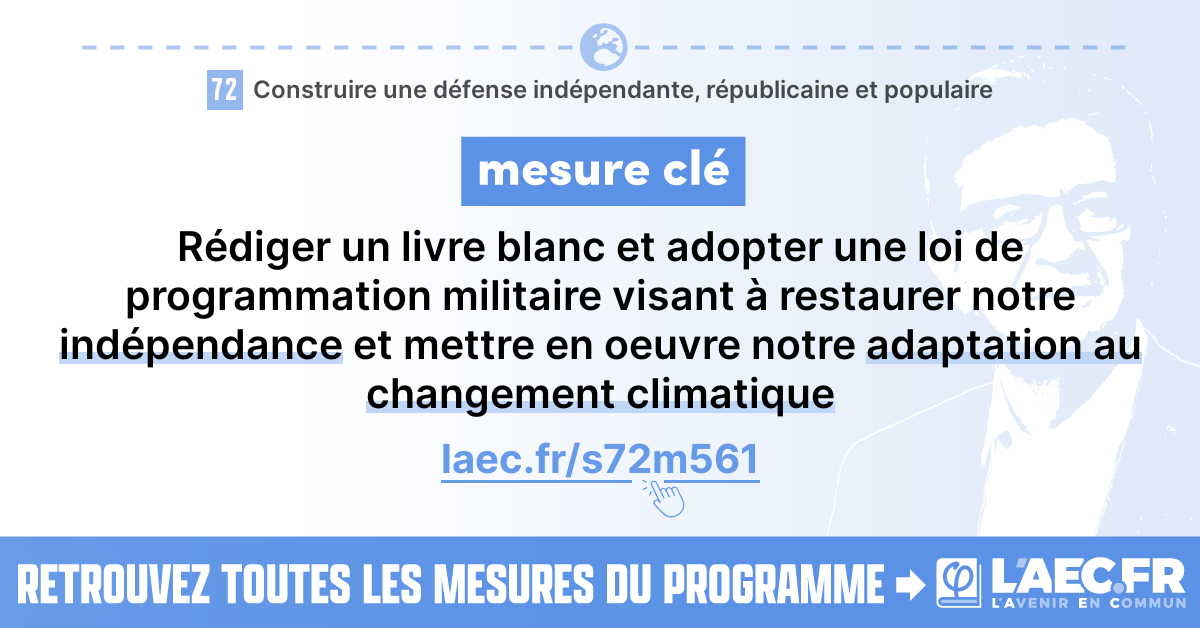 72 Construire une défense indépendante, républicaine et populaire
mesure clé
Rédiger un livre blanc et adopter une loi de
programmation militaire visant à restaurer notre
indépendance et mettre en oeuvre notre adaptation au
changement climatique
laec.fr/s72m561
RETROUVEZ TOUTES LES MESURES DU PROGRAMME
φ L'AEC.FR
L'AVENIR EN COMMUN